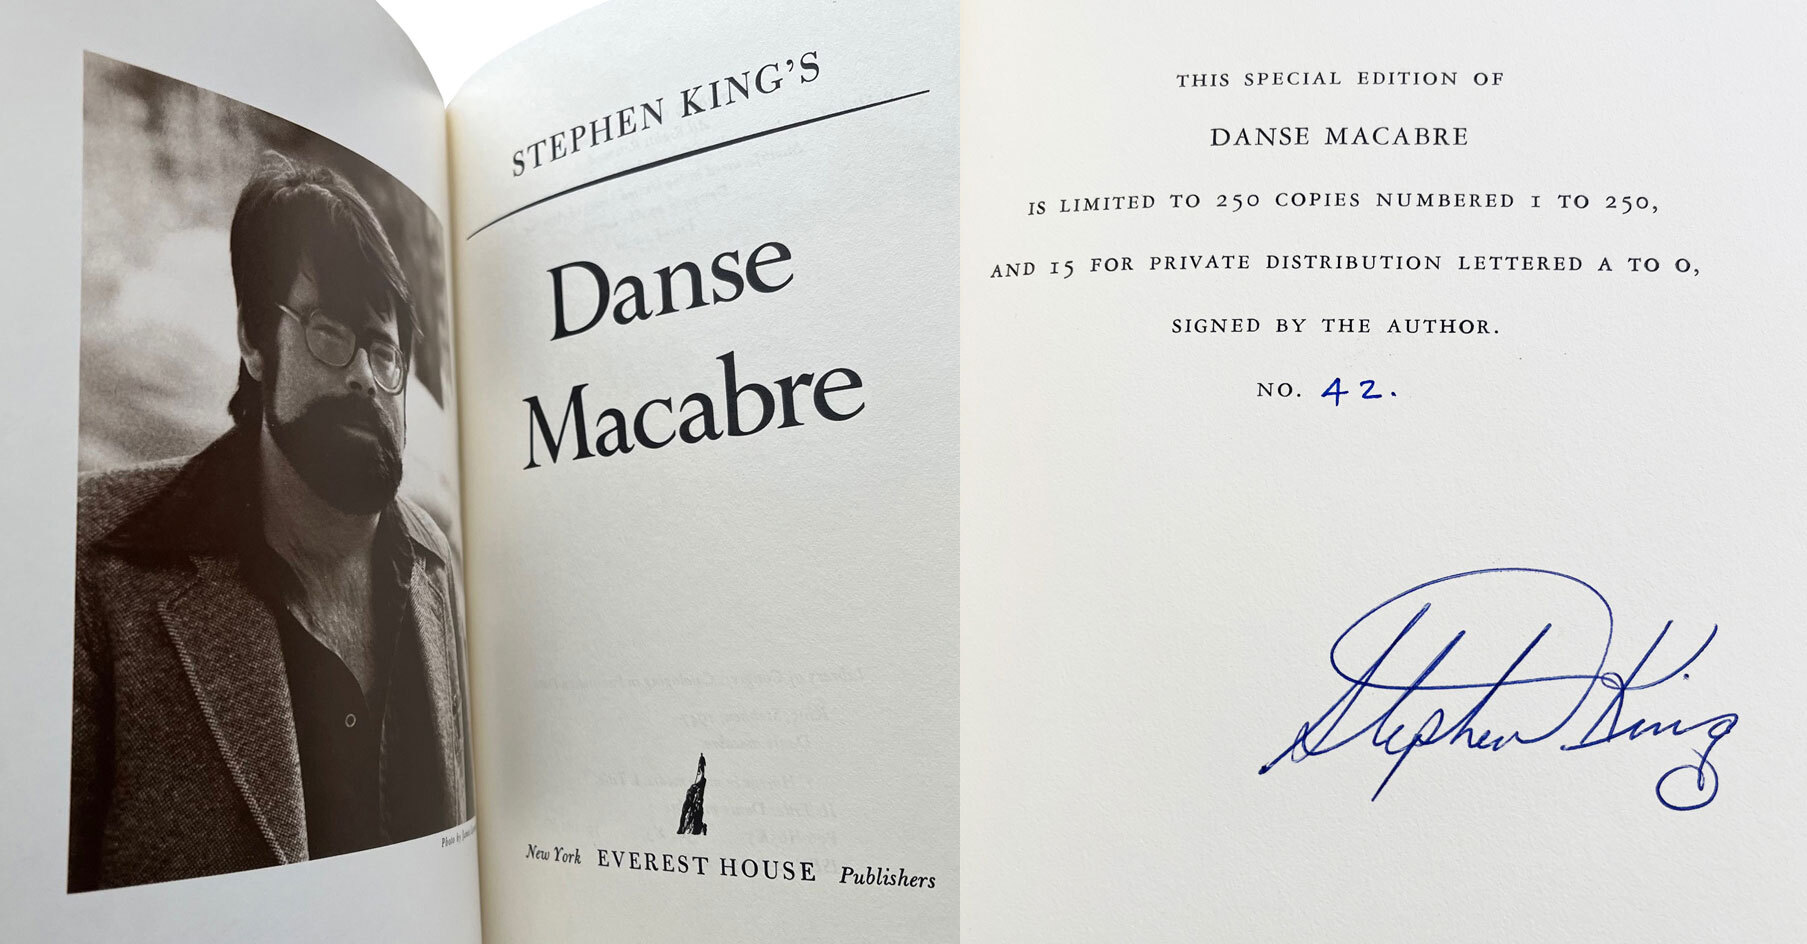 STEPHEN KING'S
Danse
Macabre
New York EVEREST HOUSE Publishers
Photo by
THIS SPECIAL EDITION OF
DANSE MACABRE
IS LIMITED TO 250 COPIES NUMBERED 1 TO 250,
AND 15 FOR PRIVATE DISTRIBUTION LETTERED A TO O,
SIGNED BY THE AUTHOR.
NO. 42.
Stephen King